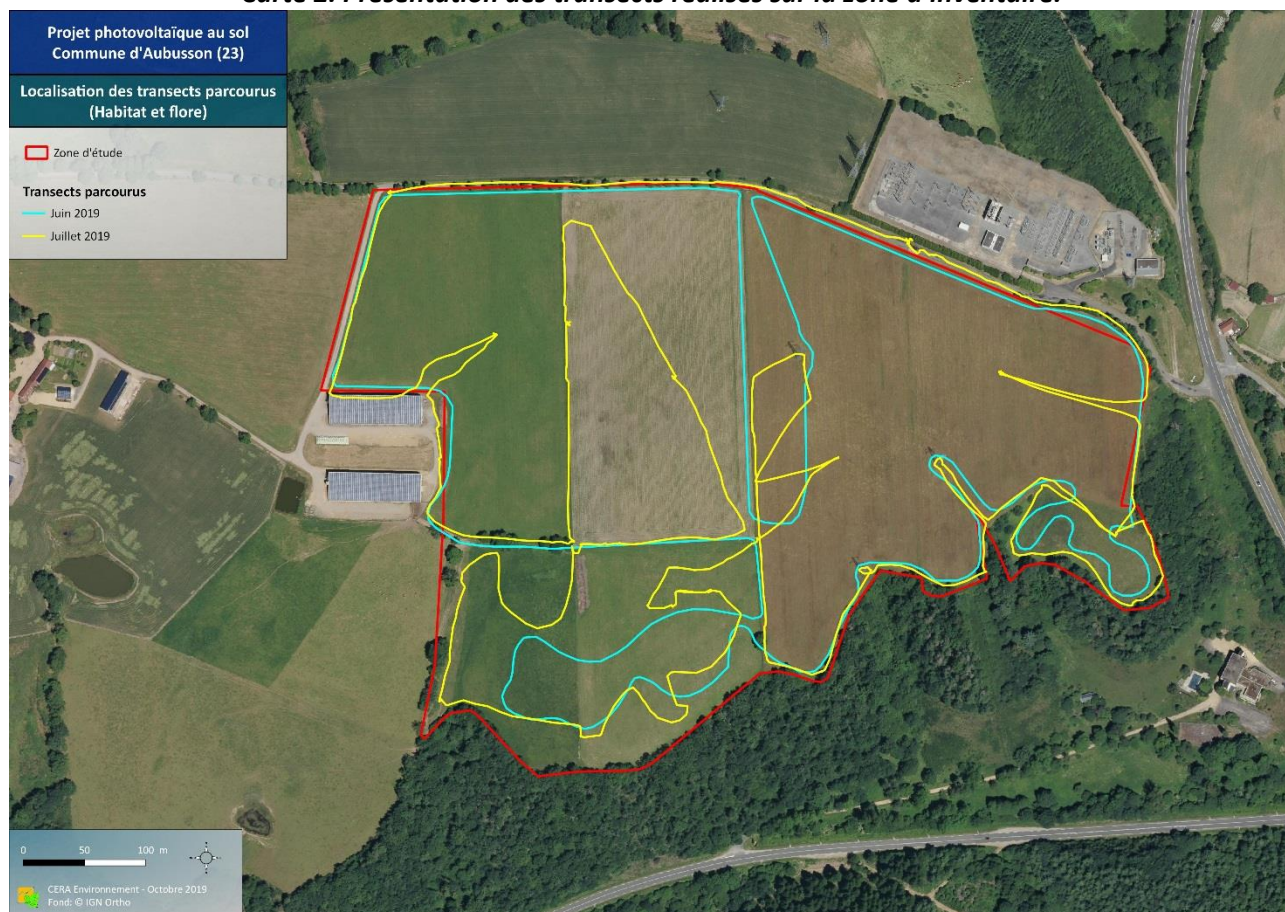 Carte 2: Présentation des transects réalisés sur la zone d'inventaire.
Projet photovoltaïque au sol
Commune d'Aubusson (23)
Localisation des transects parcourus
(Habitat et flore)
Zone d'étude
Transects parcourus
Juin 2019
Juillet 2019
0 50 100 m
CERA Environnement - Octobre 2019
Fond: © IGN Ortho